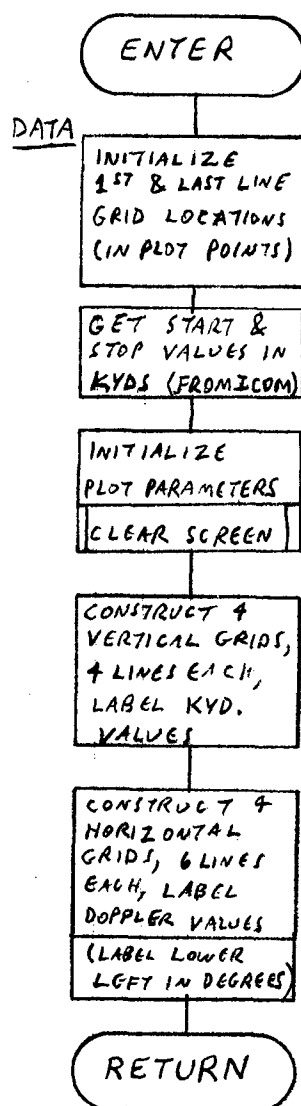 ENTER
DATA
INITIALIZE
1ST & LAST LINE
GRID LOCATIONS
(IN PLOT POINTS)
GET START &
STOP VALUES IN
KYDS (FROM ICOM)
INITIALIZE
PLOT PARAMETERS
CLEAR SCREEN
CONSTRUCT 4
VERTICAL GRIDS,
4 LINES EACH,
LABEL KYD.
VALUES
CONSTRUCT 4
HORIZONTAL
GRIDS, 6 LINES
EACH, LABEL
DOPPLER VALUES
(LABEL LOWER
LEFT IN DEGREES)
RETURN